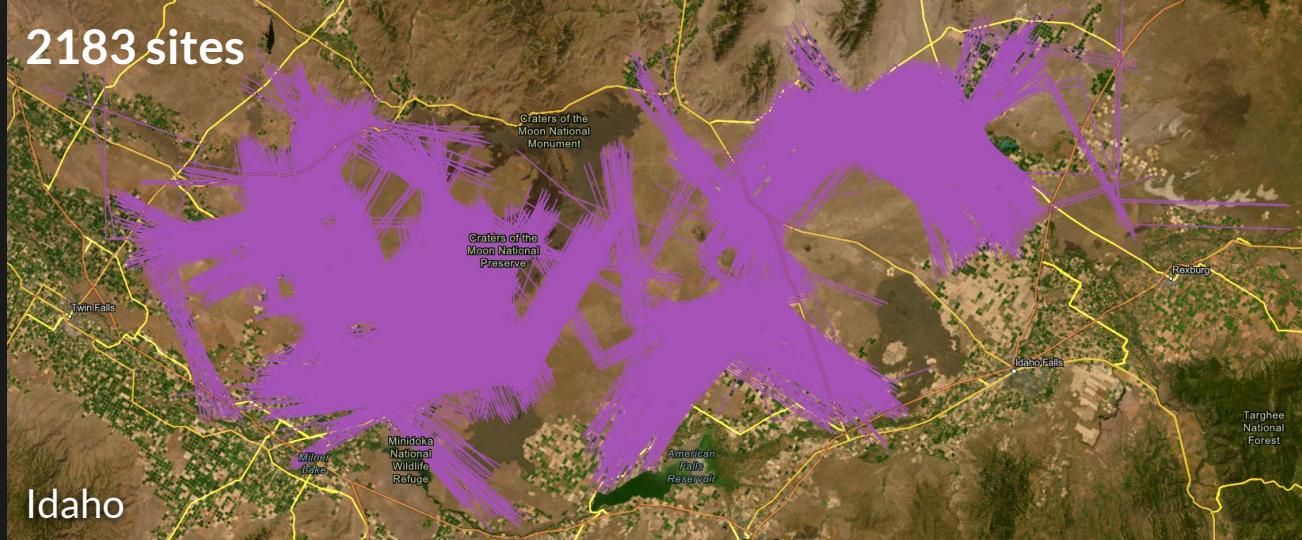 2183 sites
Craters of the
Moon National
Monument
Craters of the
Moon National
Preserve
Rexburg
Twin Falls
Idaho Falls
Targhee
National
Forest
Minidoka
National
Wildlife
Refuge
Milner
Lake
American
Falls
Reservoir
Idaho